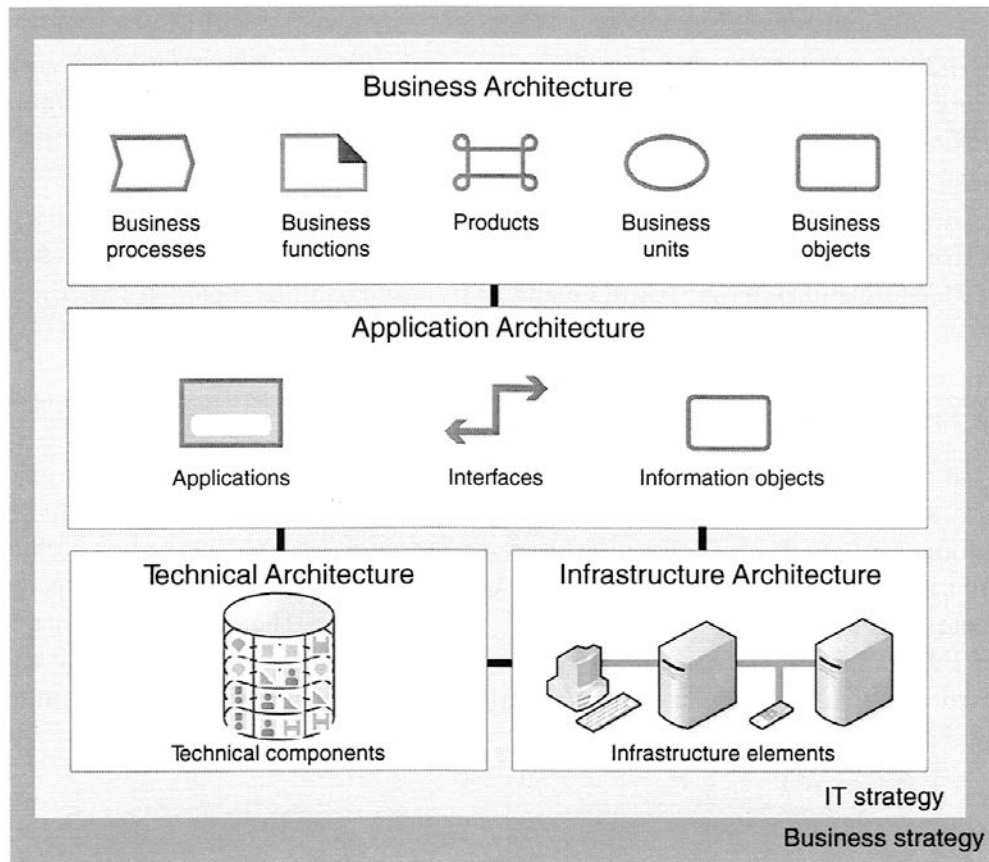 Business Architecture
Business
processes
Business
functions
Products
Business
units
Business
objects
Application Architecture
Applications
Interfaces
Information objects
Technical Architecture
Technical components
Infrastructure Architecture
Infrastructure elements
IT strategy
Business strategy